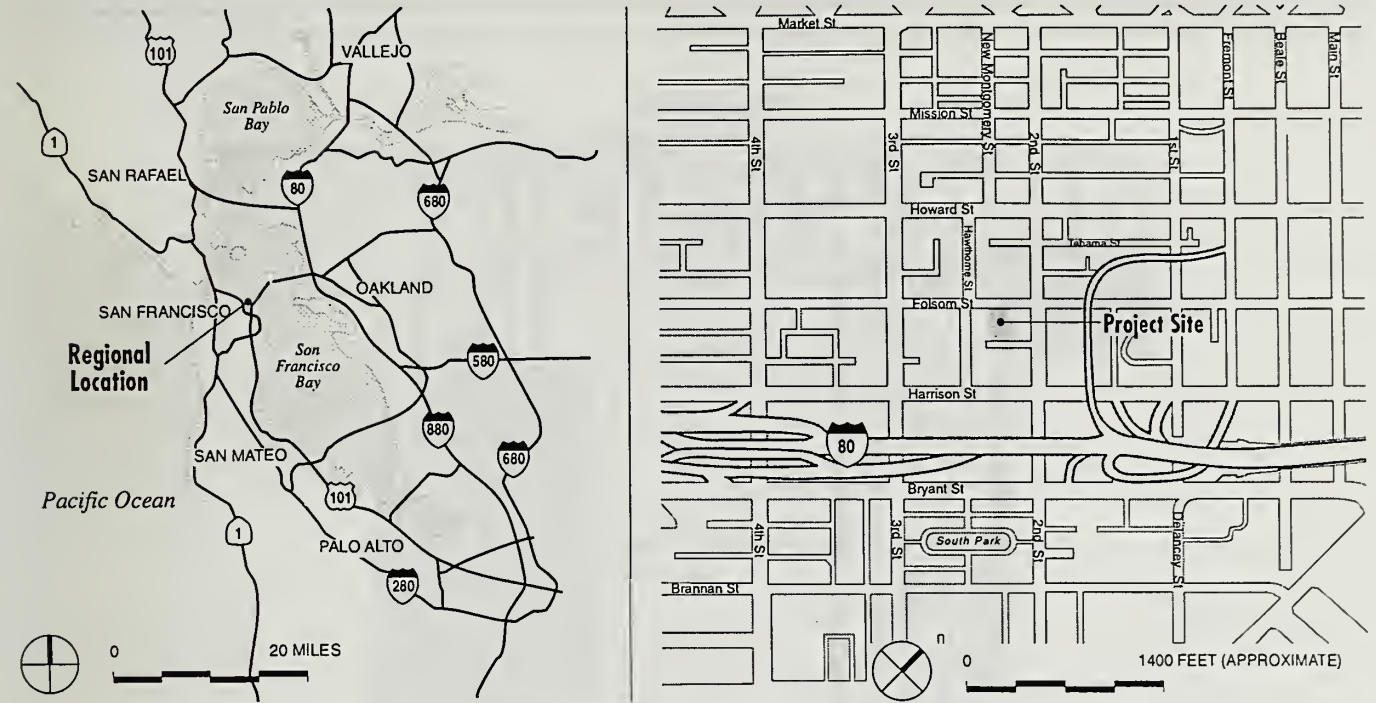 101
VALLEJO
San Pablo
Bay
1
SAN RAFAEL
80
680
OAKLAND
SAN FRANCISCO
Regional
Location
Son
Francisco
Bay
580
880
680
SAN MATEO
Pacific Ocean
101
1
PALO ALTO
280
0
20 MILES
Market St
New Montgomery St
Fremont St
Beale St
Main St
Mission St
4th St
3rd St
2nd St
1st St
Howard St
Hawthorne St
Tehama St
Folsom St
Project Site
Harrison St
80
Bryant St
4th St
3rd St
South Park
2nd St
Delancey St
Brannan St
n
0
1400 FEET (APPROXIMATE)